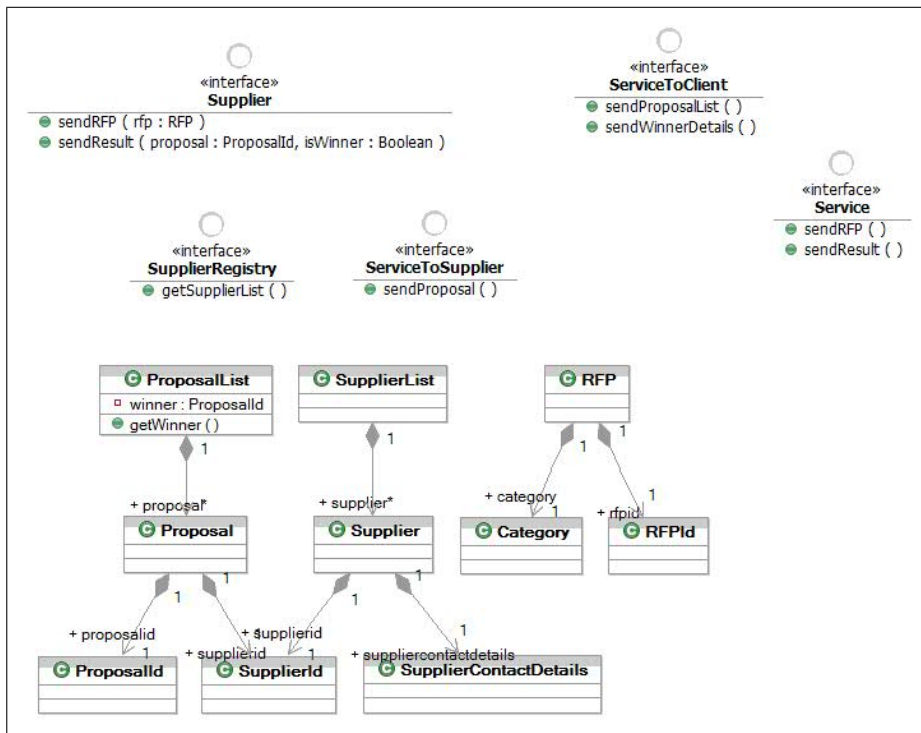 «interface»
Supplier
sendRFP ( rfp : RFP )
sendResult ( proposal : ProposalId, isWinner : Boolean )
«interface»
ServiceToClient
sendProposalList ( )
sendWinnerDetails ( )
«interface»
Service
sendRFP ( )
sendResult ( )
«interface»
SupplierRegistry
getSupplierList ( )
«interface»
ServiceToSupplier
sendProposal ( )
C ProposalList
winner : ProposalId
getWinner ( )
C SupplierList
C RFP
1
1
1
1
+ proposal*
+ supplier*
+ category
1
+ rfpid
1
C Proposal
C Supplier
C Category
C RFPId
1
1
1
1
+ proposalid
1
+ supplierid
1
+ supplierid
1
+ suppliercontactdetails
1
C ProposalId
C SupplierId
C SupplierContactDetails